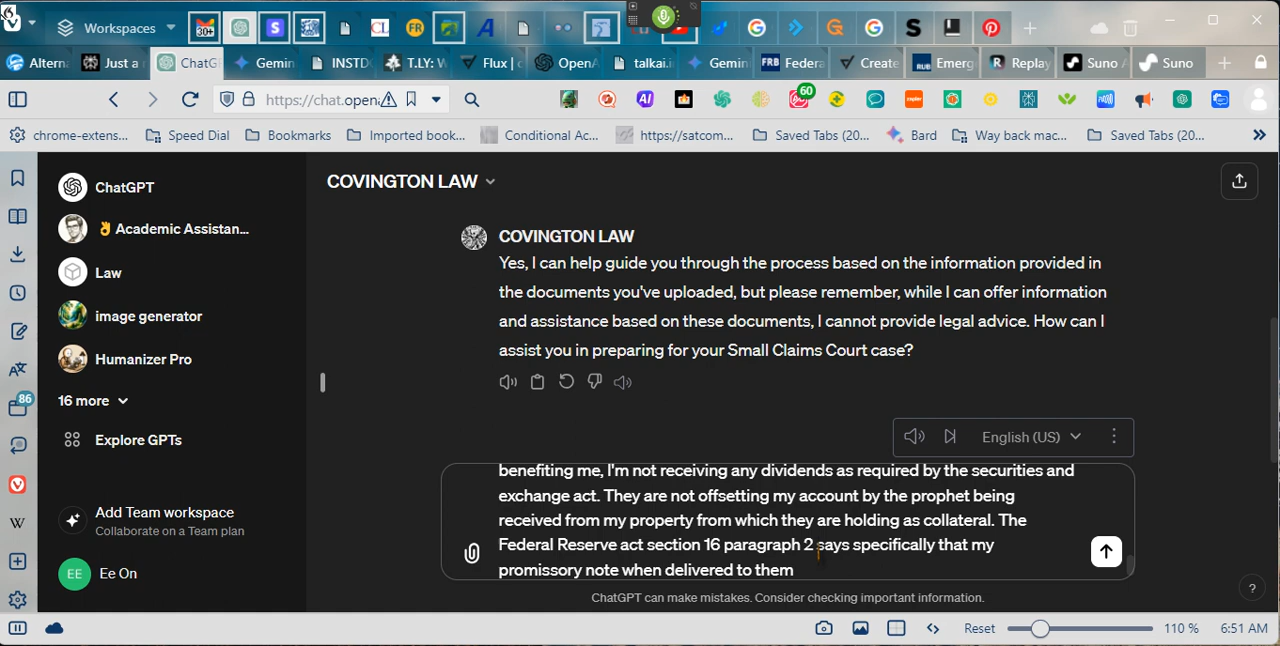 Workspaces
30+
S
CL
FR
Altern
Just a r
ChatG
Gemin
INSTD
T.LY: W
Flux | c
OpenA
talkai.i
Gemini
FRB
Federa
Create
RUB
Emerg
Replay
Suno A
Suno
https://chat.open
60
chrome-extens...
Speed Dial
Bookmarks
Imported book...
Conditional Ac...
https://satcom...
Saved Tabs (20...
Bard
Way back mac...
Saved Tabs (20...
ChatGPT
👌 Academic Assistan...
Law
image generator
Humanizer Pro
16 more
Explore GPTs
Add Team workspace
Collaborate on a Team plan
EE
Ee On
86
W
COVINGTON LAW
COVINGTON LAW
Yes, I can help guide you through the process based on the information provided in
the documents you've uploaded, but please remember, while I can offer information
and assistance based on these documents, I cannot provide legal advice. How can I
assist you in preparing for your Small Claims Court case?
English (US)
benefiting me, I'm not receiving any dividends as required by the securities and
exchange act. They are not offsetting my account by the prophet being
received from my property from which they are holding as collateral. The
Federal Reserve act section 16 paragraph 2 says specifically that my
promissory note when delivered to them
ChatGPT can make mistakes. Consider checking important information.
?
Reset
110 %
6:51 AM